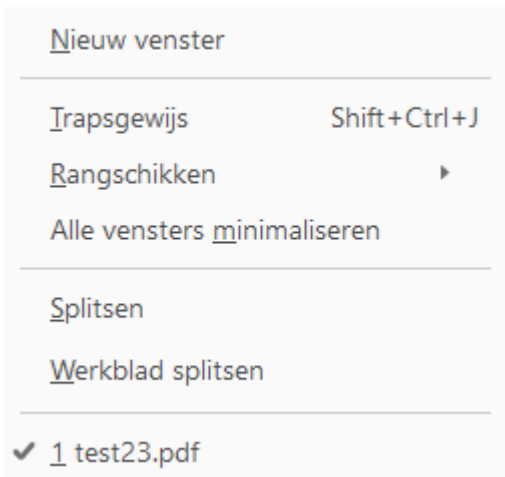 Nieuw venster
Trapsgewijs Shift+Ctrl+J
Rangschikken
Alle vensters minimaliseren
Splitsen
Werkblad splitsen
1 test23.pdf